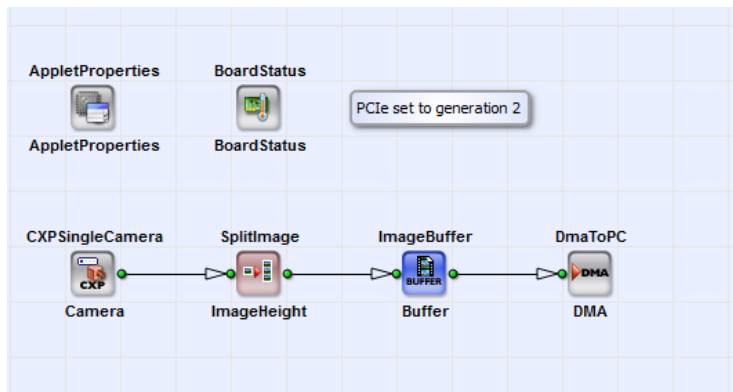 AppletProperties BoardStatus
PCIe set to generation 2
AppletProperties BoardStatus
CXPSingleCamera SplitImage ImageBuffer DmaToPC
CXP BUFFER DMA
Camera ImageHeight Buffer DMA